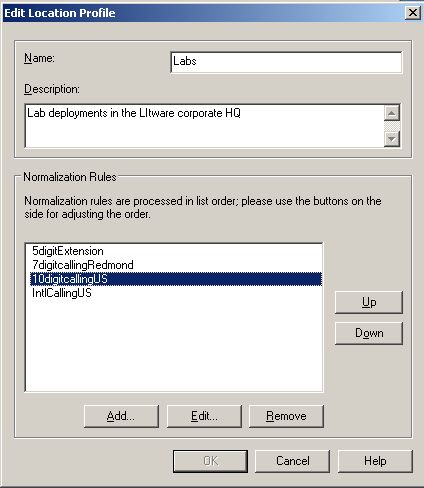 Edit Location Profile
Name:
Labs
Description:
Lab deployments in the LItware corporate HQ
Normalization Rules
Normalization rules are processed in list order; please use the buttons on the
side for adjusting the order.
5digitExtension
7digitcallingRedmond
10digitcallingUS
IntlCallingUS
Up
Down
Add...
Edit...
Remove
OK
Cancel
Help